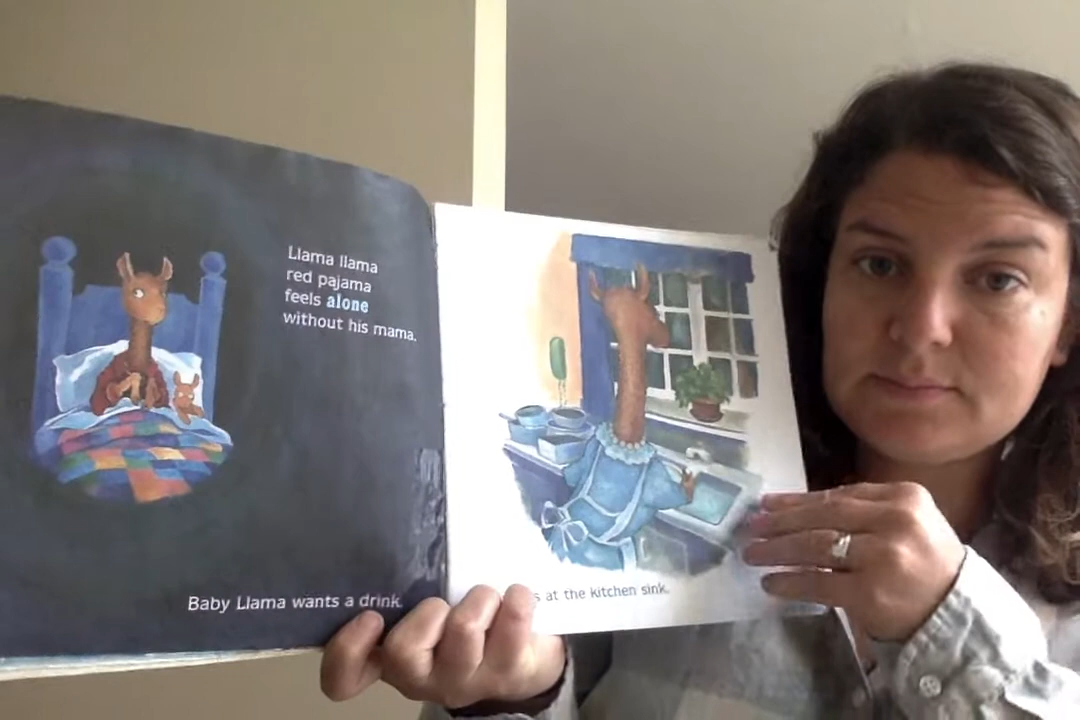 Llama llama
red pajama
feels alone
without his mama.
Baby Llama wants a drink.
at the kitchen sink.